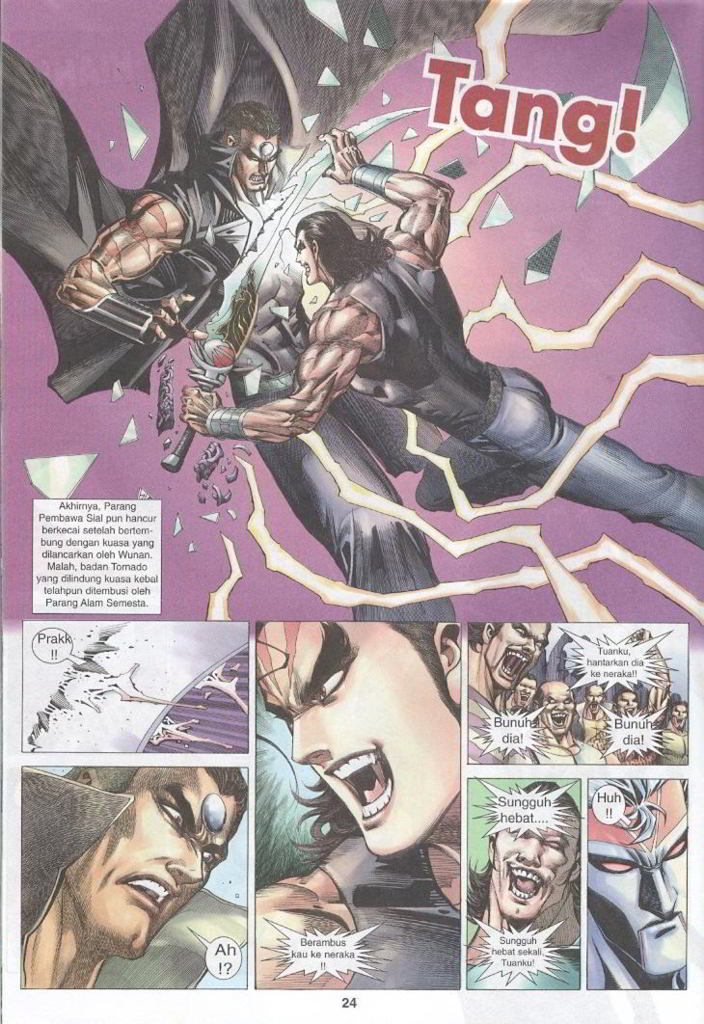 Tang!
Akhirnya, Parang
Pembawa Sial pun hancur
berkecai setelah bertem-
bung dengan kuasa yang
dilancarkan oleh Wunan.
Malah, badan Tornado
yang dilindung kuasa kebal
telahpun ditembusi oleh
Parang Alam Semesta.
Prakk
!!
Ah
!?
Berambus
kau ke neraka
!!
Tuanku,
hantarkan dia
ke neraka!!
Bunuh
dia!
Bunuh
dia!
Sungguh
hebat....
Sungguh
hebat sekali,
Tuanku!
Huh
!!
24